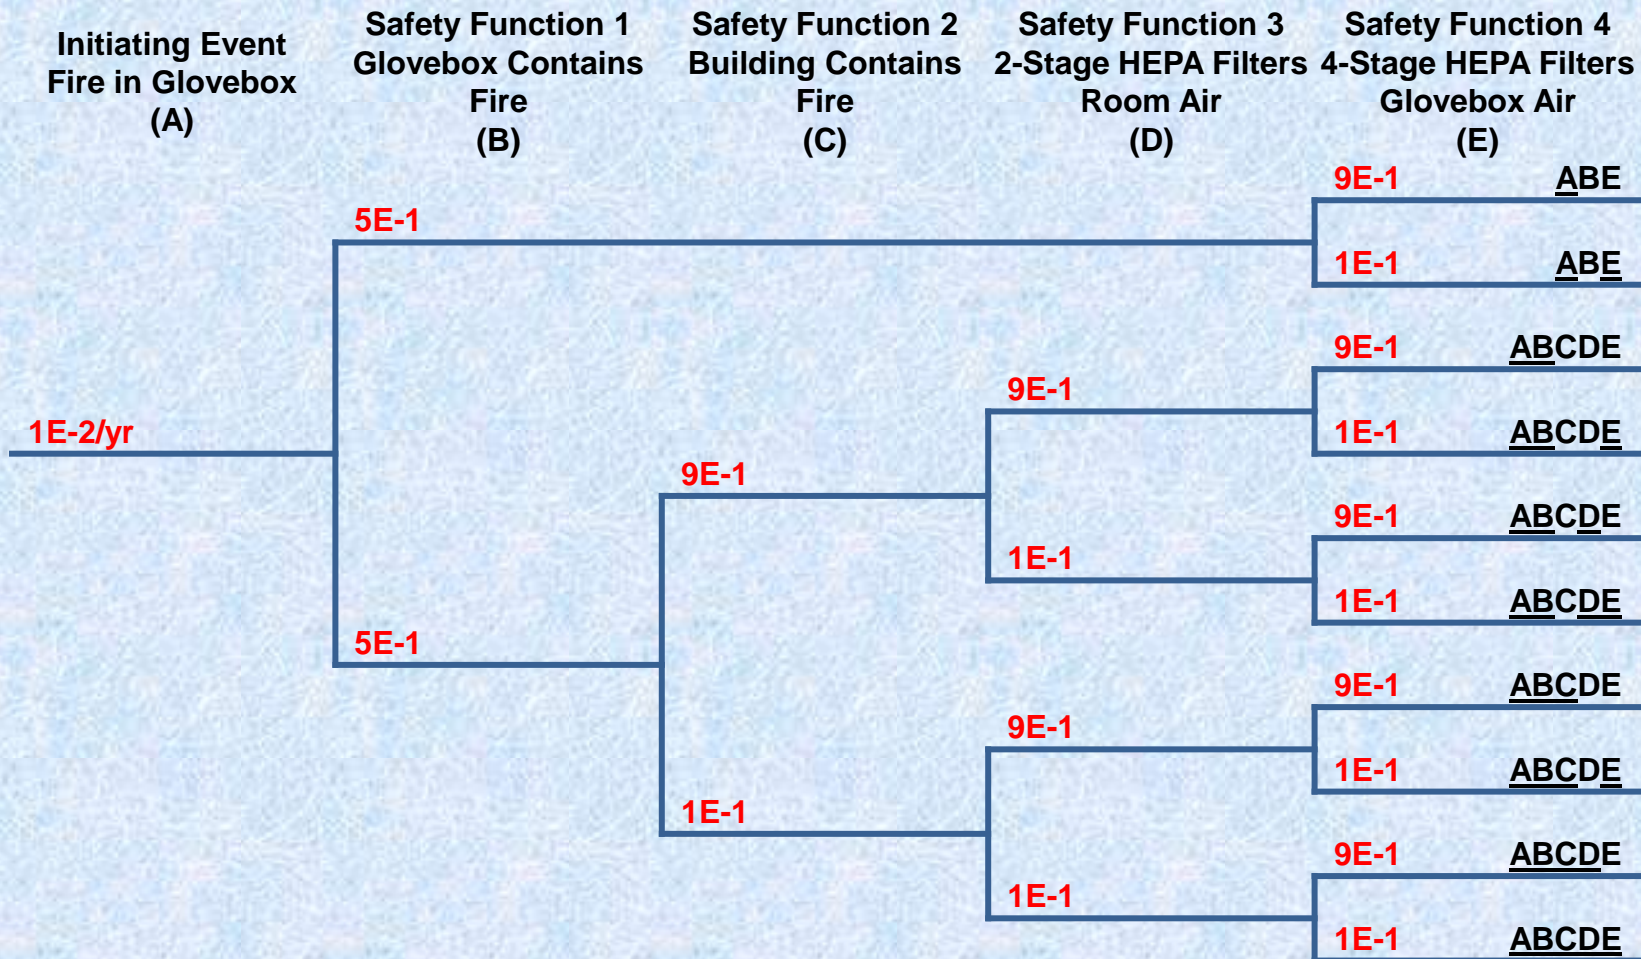 Initiating Event
Fire in Glovebox
(A)
Safety Function 1
Glovebox Contains
Fire
(B)
Safety Function 2
Building Contains
Fire
(C)
Safety Function 3
2-Stage HEPA Filters
Room Air
(D)
Safety Function 4
4-Stage HEPA Filters
Glovebox Air
(E)
9E-1 ABE
5E-1
1E-1 ABE
9E-1 ABCDE
9E-1
1E-2/yr
1E-1 ABCDE
9E-1
9E-1 ABCDE
1E-1
1E-1 ABCDE
5E-1
9E-1 ABCDE
9E-1
1E-1 ABCDE
1E-1
9E-1 ABCDE
1E-1
1E-1 ABCDE